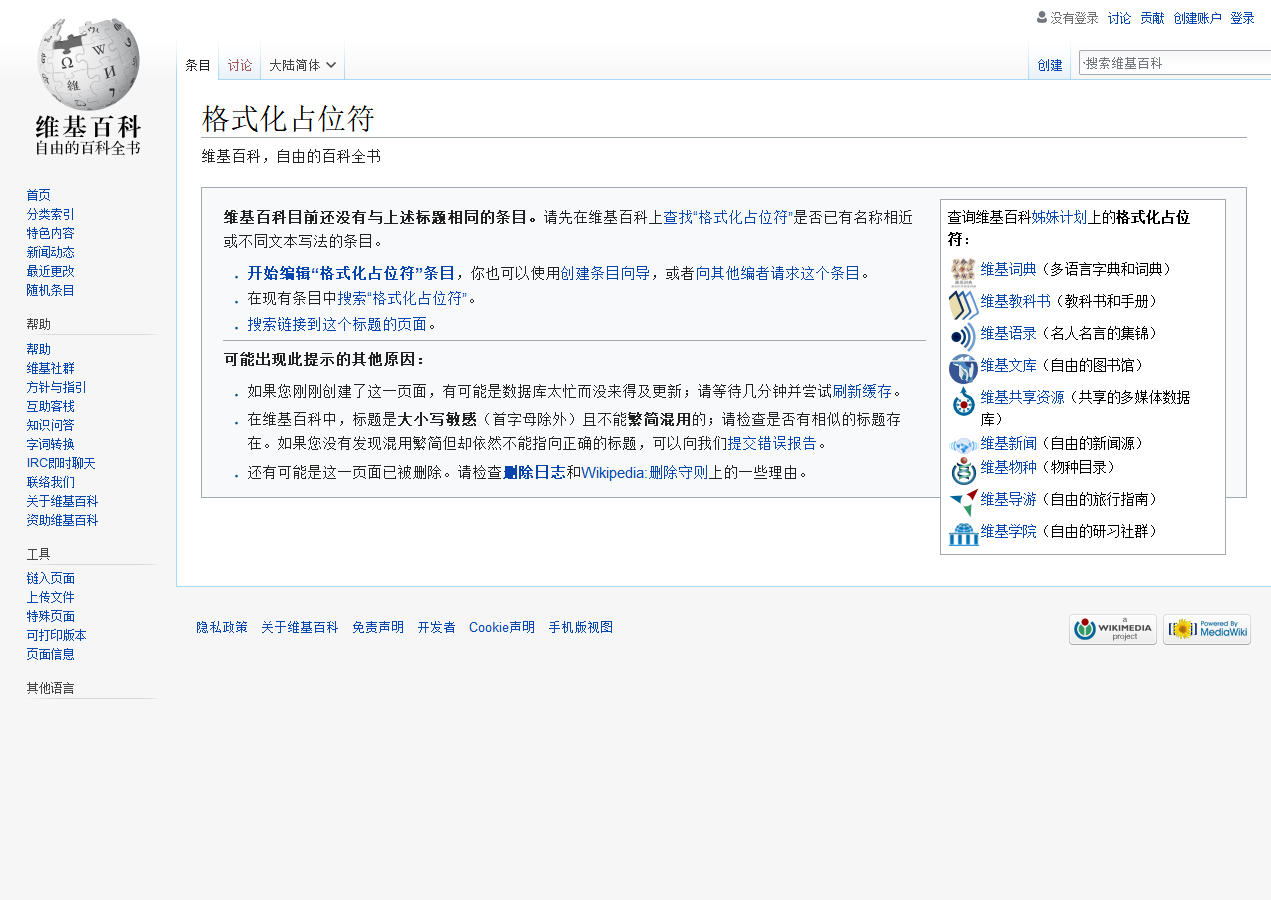 没有登录 讨论 贡献 创建账户 登录
条目 讨论 大陆简体 创建 搜索维基百科
Ω W И 維
维基百科
自由的百科全书
首页
分类索引
特色内容
新闻动态
最近更改
随机条目
帮助
帮助
维基社群
方针与指引
互助客栈
知识问答
字词转换
IRC即时聊天
联络我们
关于维基百科
资助维基百科
工具
链入页面
上传文件
特殊页面
可打印版本
页面信息
其他语言
格式化占位符
维基百科，自由的百科全书
维基百科目前还没有与上述标题相同的条目。请先在维基百科上查找“格式化占位符”是否已有名称相近
或不同文本写法的条目。
开始编辑“格式化占位符”条目，你也可以使用创建条目向导，或者向其他编者请求这个条目。
在现有条目中搜索“格式化占位符”。
搜索链接到这个标题的页面。
可能出现此提示的其他原因：
如果您刚刚创建了这一页面，有可能是数据库太忙而没来得及更新；请等待几分钟并尝试刷新缓存。
在维基百科中，标题是大小写敏感（首字母除外）且不能繁简混用的；请检查是否有相似的标题存
在。如果您没有发现混用繁简但却依然不能指向正确的标题，可以向我们提交错误报告。
还有可能是这一页面已被删除。请检查删除日志和Wikipedia:删除守则上的一些理由。
查询维基百科姊妹计划上的格式化占位
符：
维基词典（多语言字典和词典）
维基教科书（教科书和手册）
维基语录（名人名言的集锦）
维基文库（自由的图书馆）
维基共享资源（共享的多媒体数据
库）
维基新闻（自由的新闻源）
维基物种（物种目录）
维基导游（自由的旅行指南）
维基学院（自由的研习社群）
隐私政策 关于维基百科 免责声明 开发者 Cookie声明 手机版视图
a
WIKIMEDIA
project
Powered By
MediaWiki